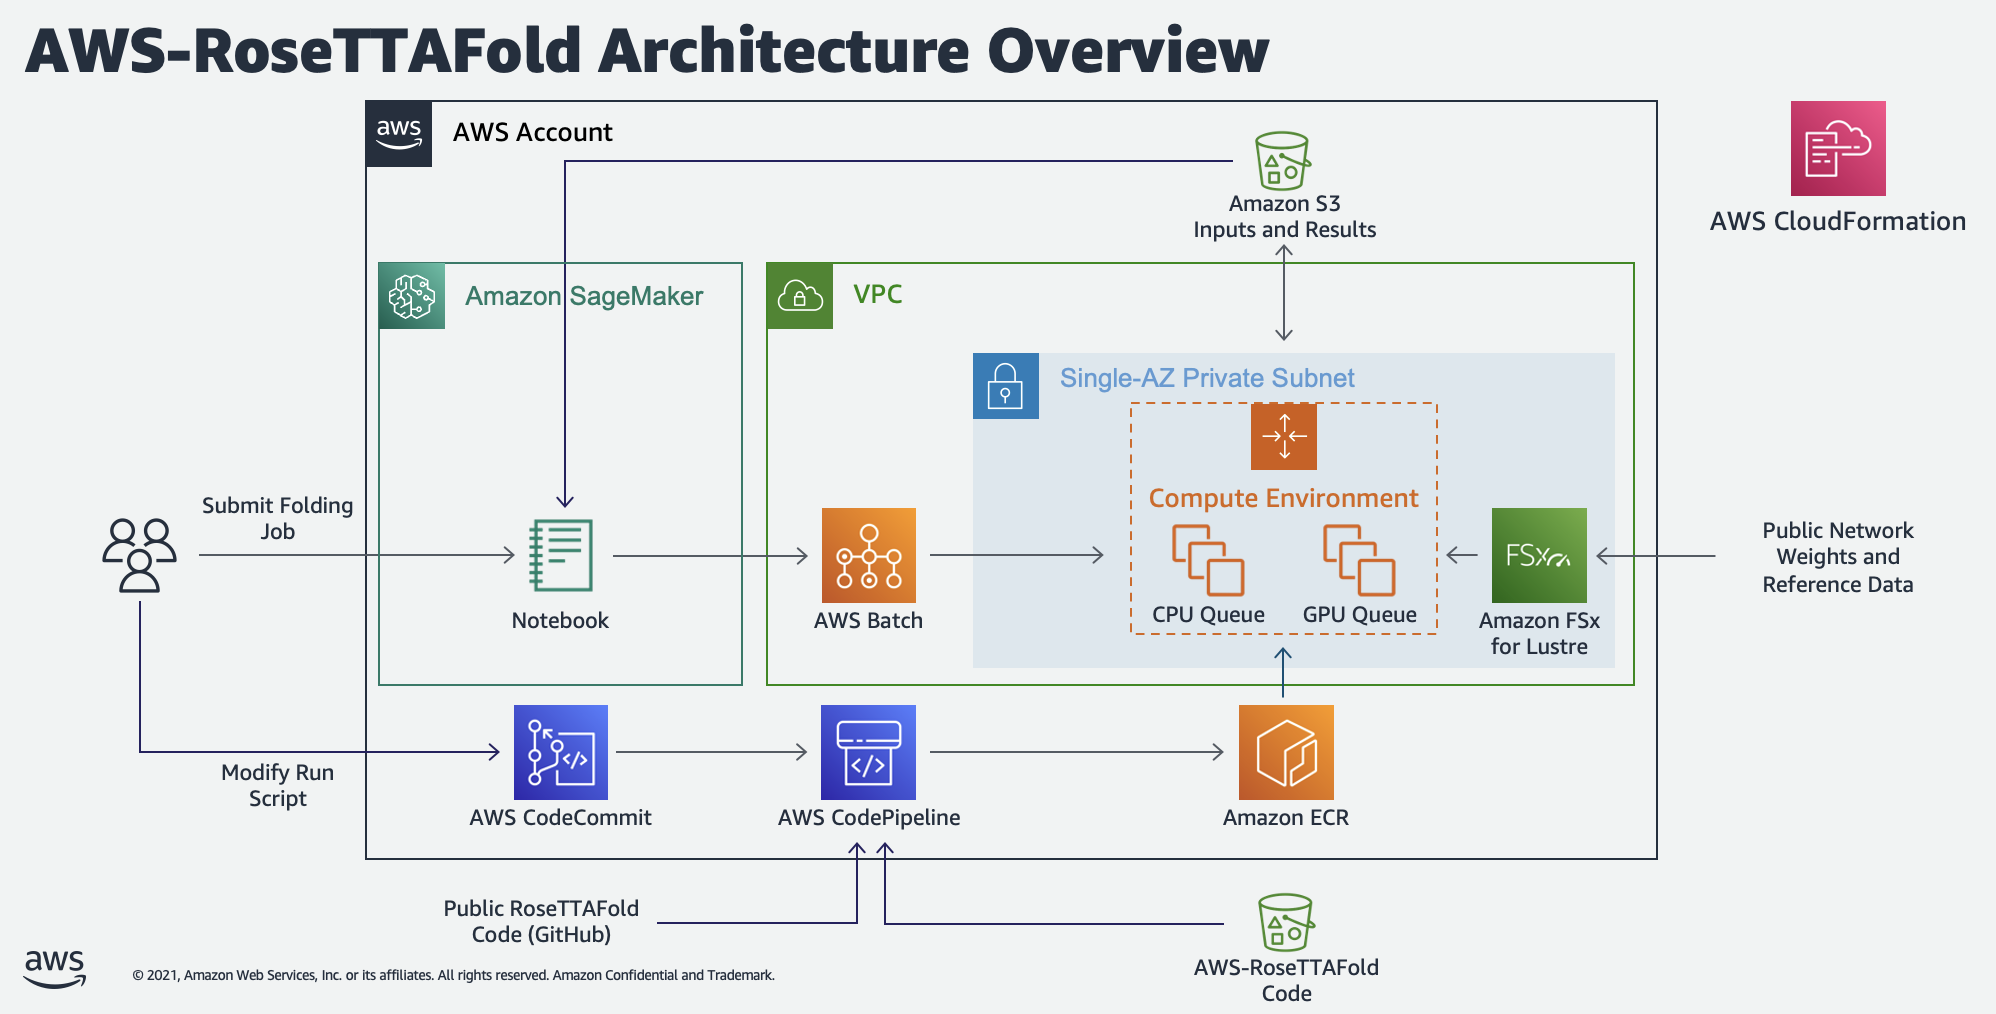 AWS-RoseTTAFold Architecture Overview
aws
AWS Account
Amazon S3
Inputs and Results
AWS CloudFormation
Amazon SageMaker
VPC
Single-AZ Private Subnet
Compute Environment
CPU Queue
GPU Queue
Submit Folding
Job
Notebook
AWS Batch
FSx
Amazon FSx
for Lustre
Public Network
Weights and
Reference Data
Modify Run
Script
</>
AWS CodeCommit
</>
AWS CodePipeline
Amazon ECR
Public RoseTTAFold
Code (GitHub)
AWS-RoseTTAFold
Code
aws
© 2021, Amazon Web Services, Inc. or its affiliates. All rights reserved. Amazon Confidential and Trademark.